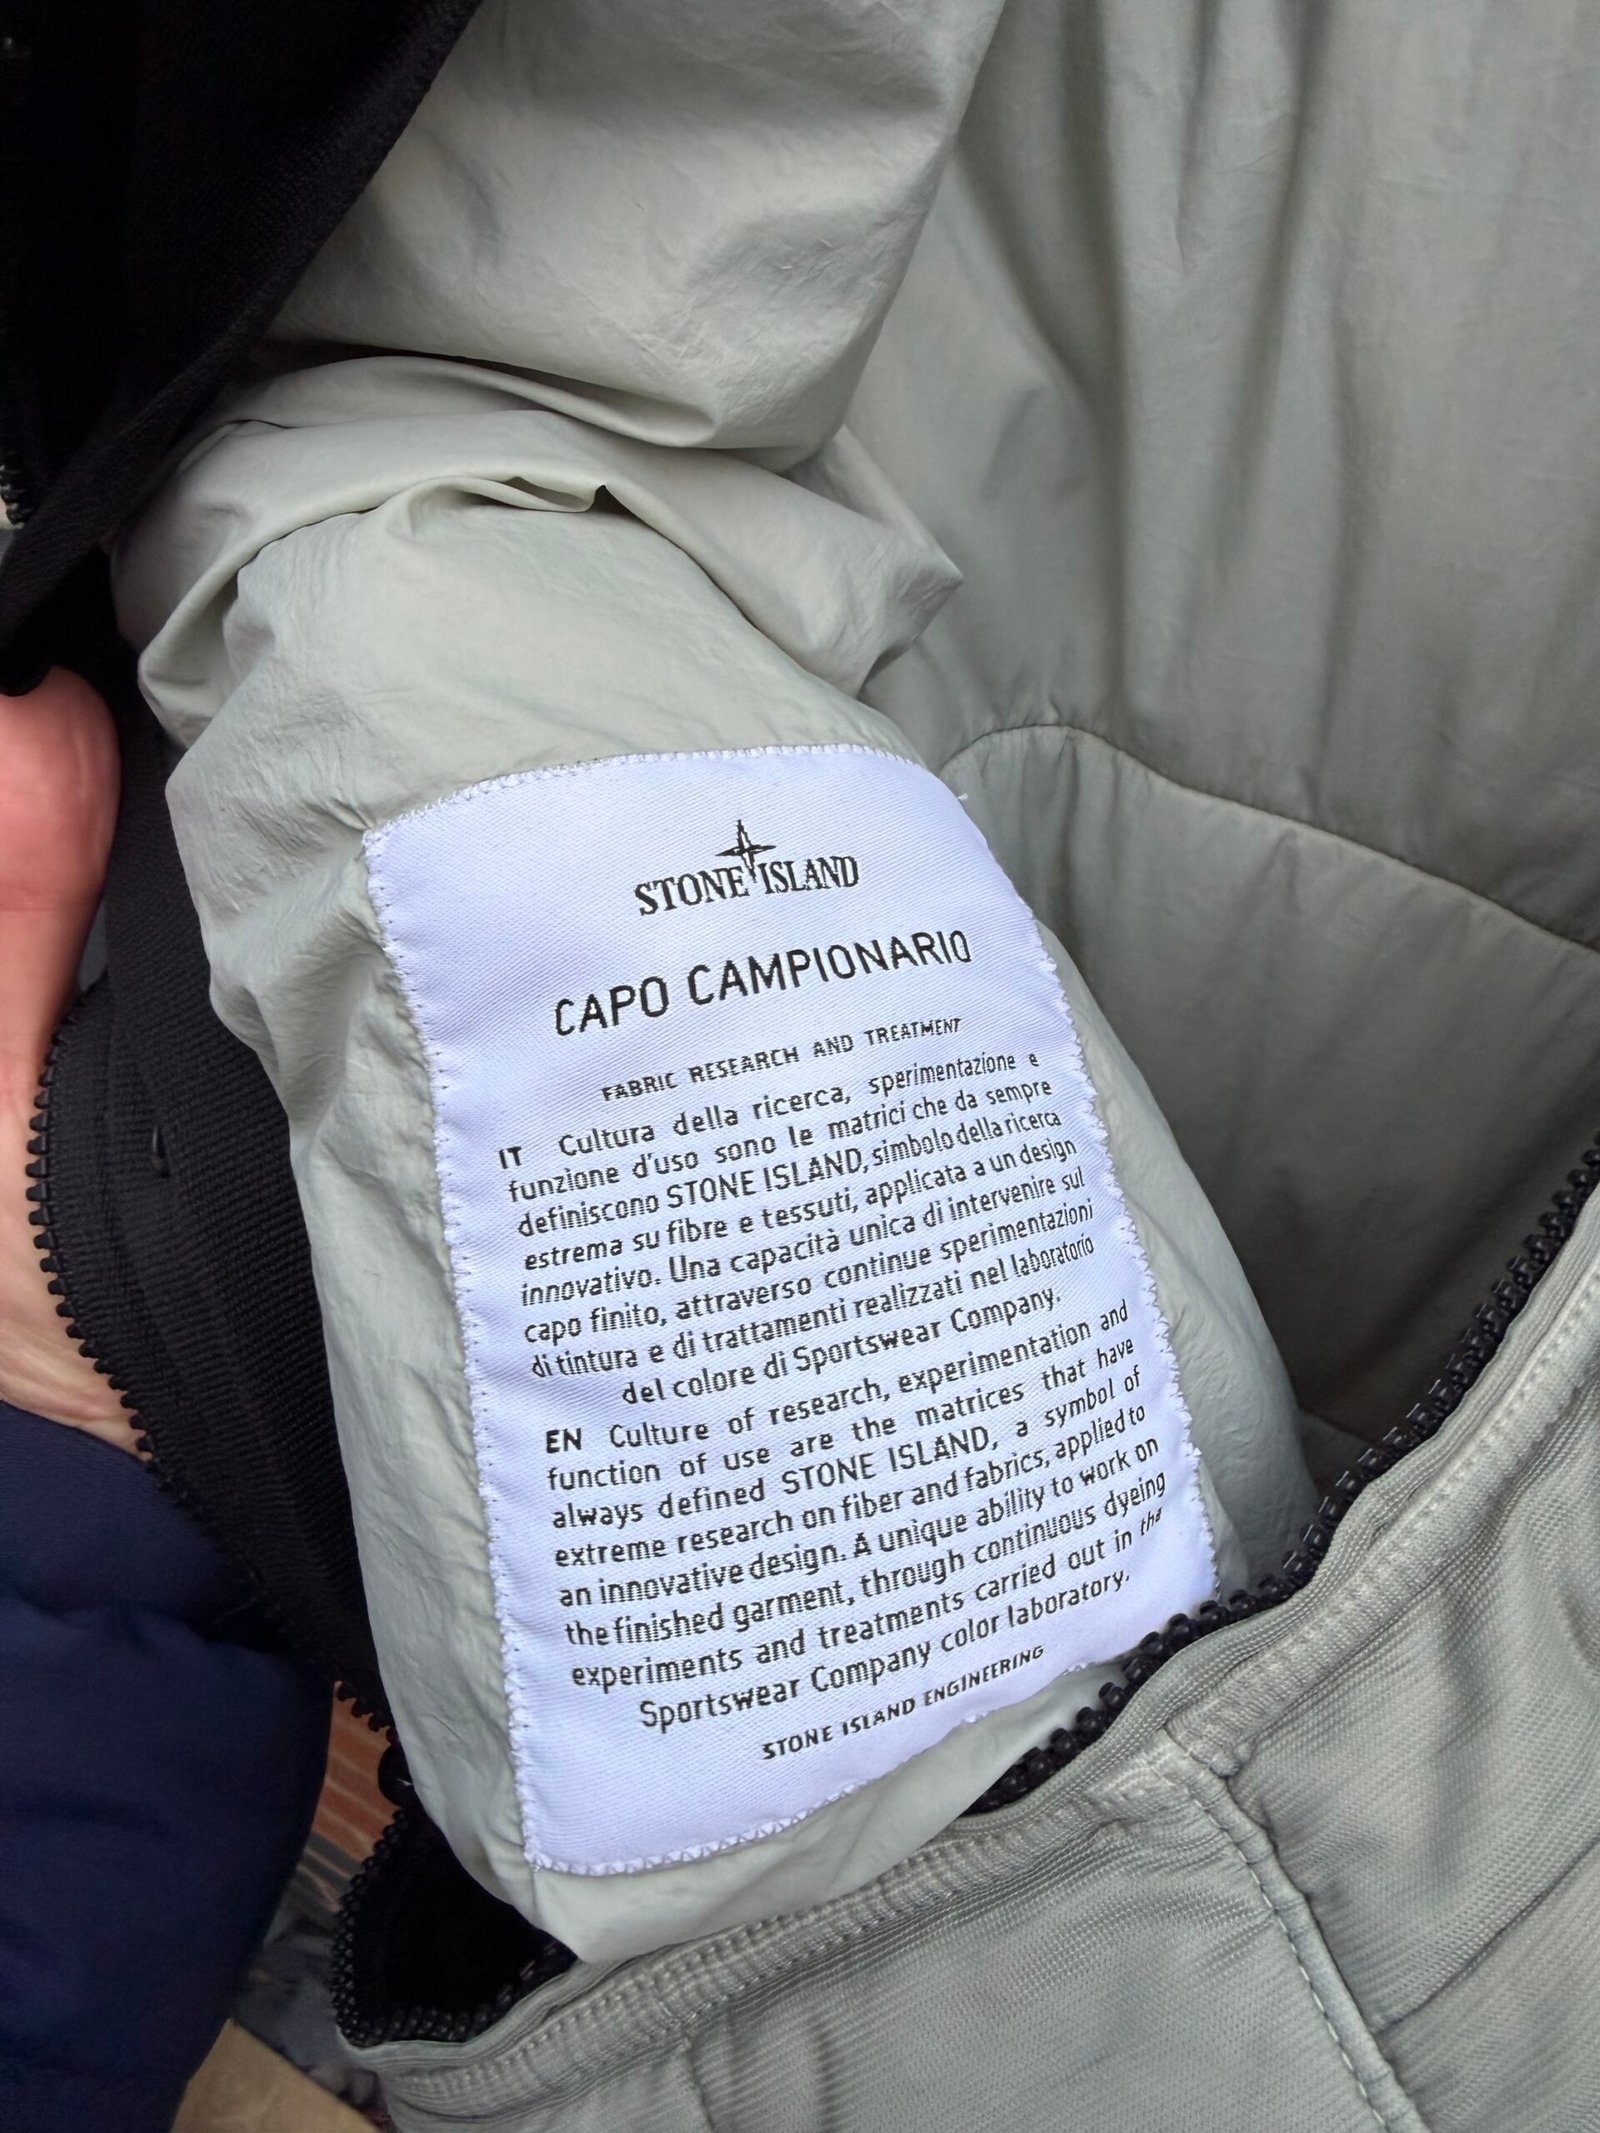 STONE ISLAND
CAPO CAMPIONARIO
FABRIC RESEARCH AND TREATMENT
IT Cultura della ricerca, sperimentazione e
funzione d'uso sono le matrici che da sempre
definiscono STONE ISLAND, simbolo della ricerca
estrema su fibre e tessuti, applicata a un design
innovativo. Una capacità unica di intervenire sul
capo finito, attraverso continue sperimentazioni
di tintura e di trattamenti realizzati nel laboratorio
del colore di Sportswear Company.
EN Culture of research, experimentation and
function of use are the matrices that have
always defined STONE ISLAND, a symbol of
extreme research on fiber and fabrics, applied to
an innovative design. A unique ability to work on
the finished garment, through continuous dyeing
experiments and treatments carried out in the
Sportswear Company color laboratory.
STONE ISLAND ENGINEERING